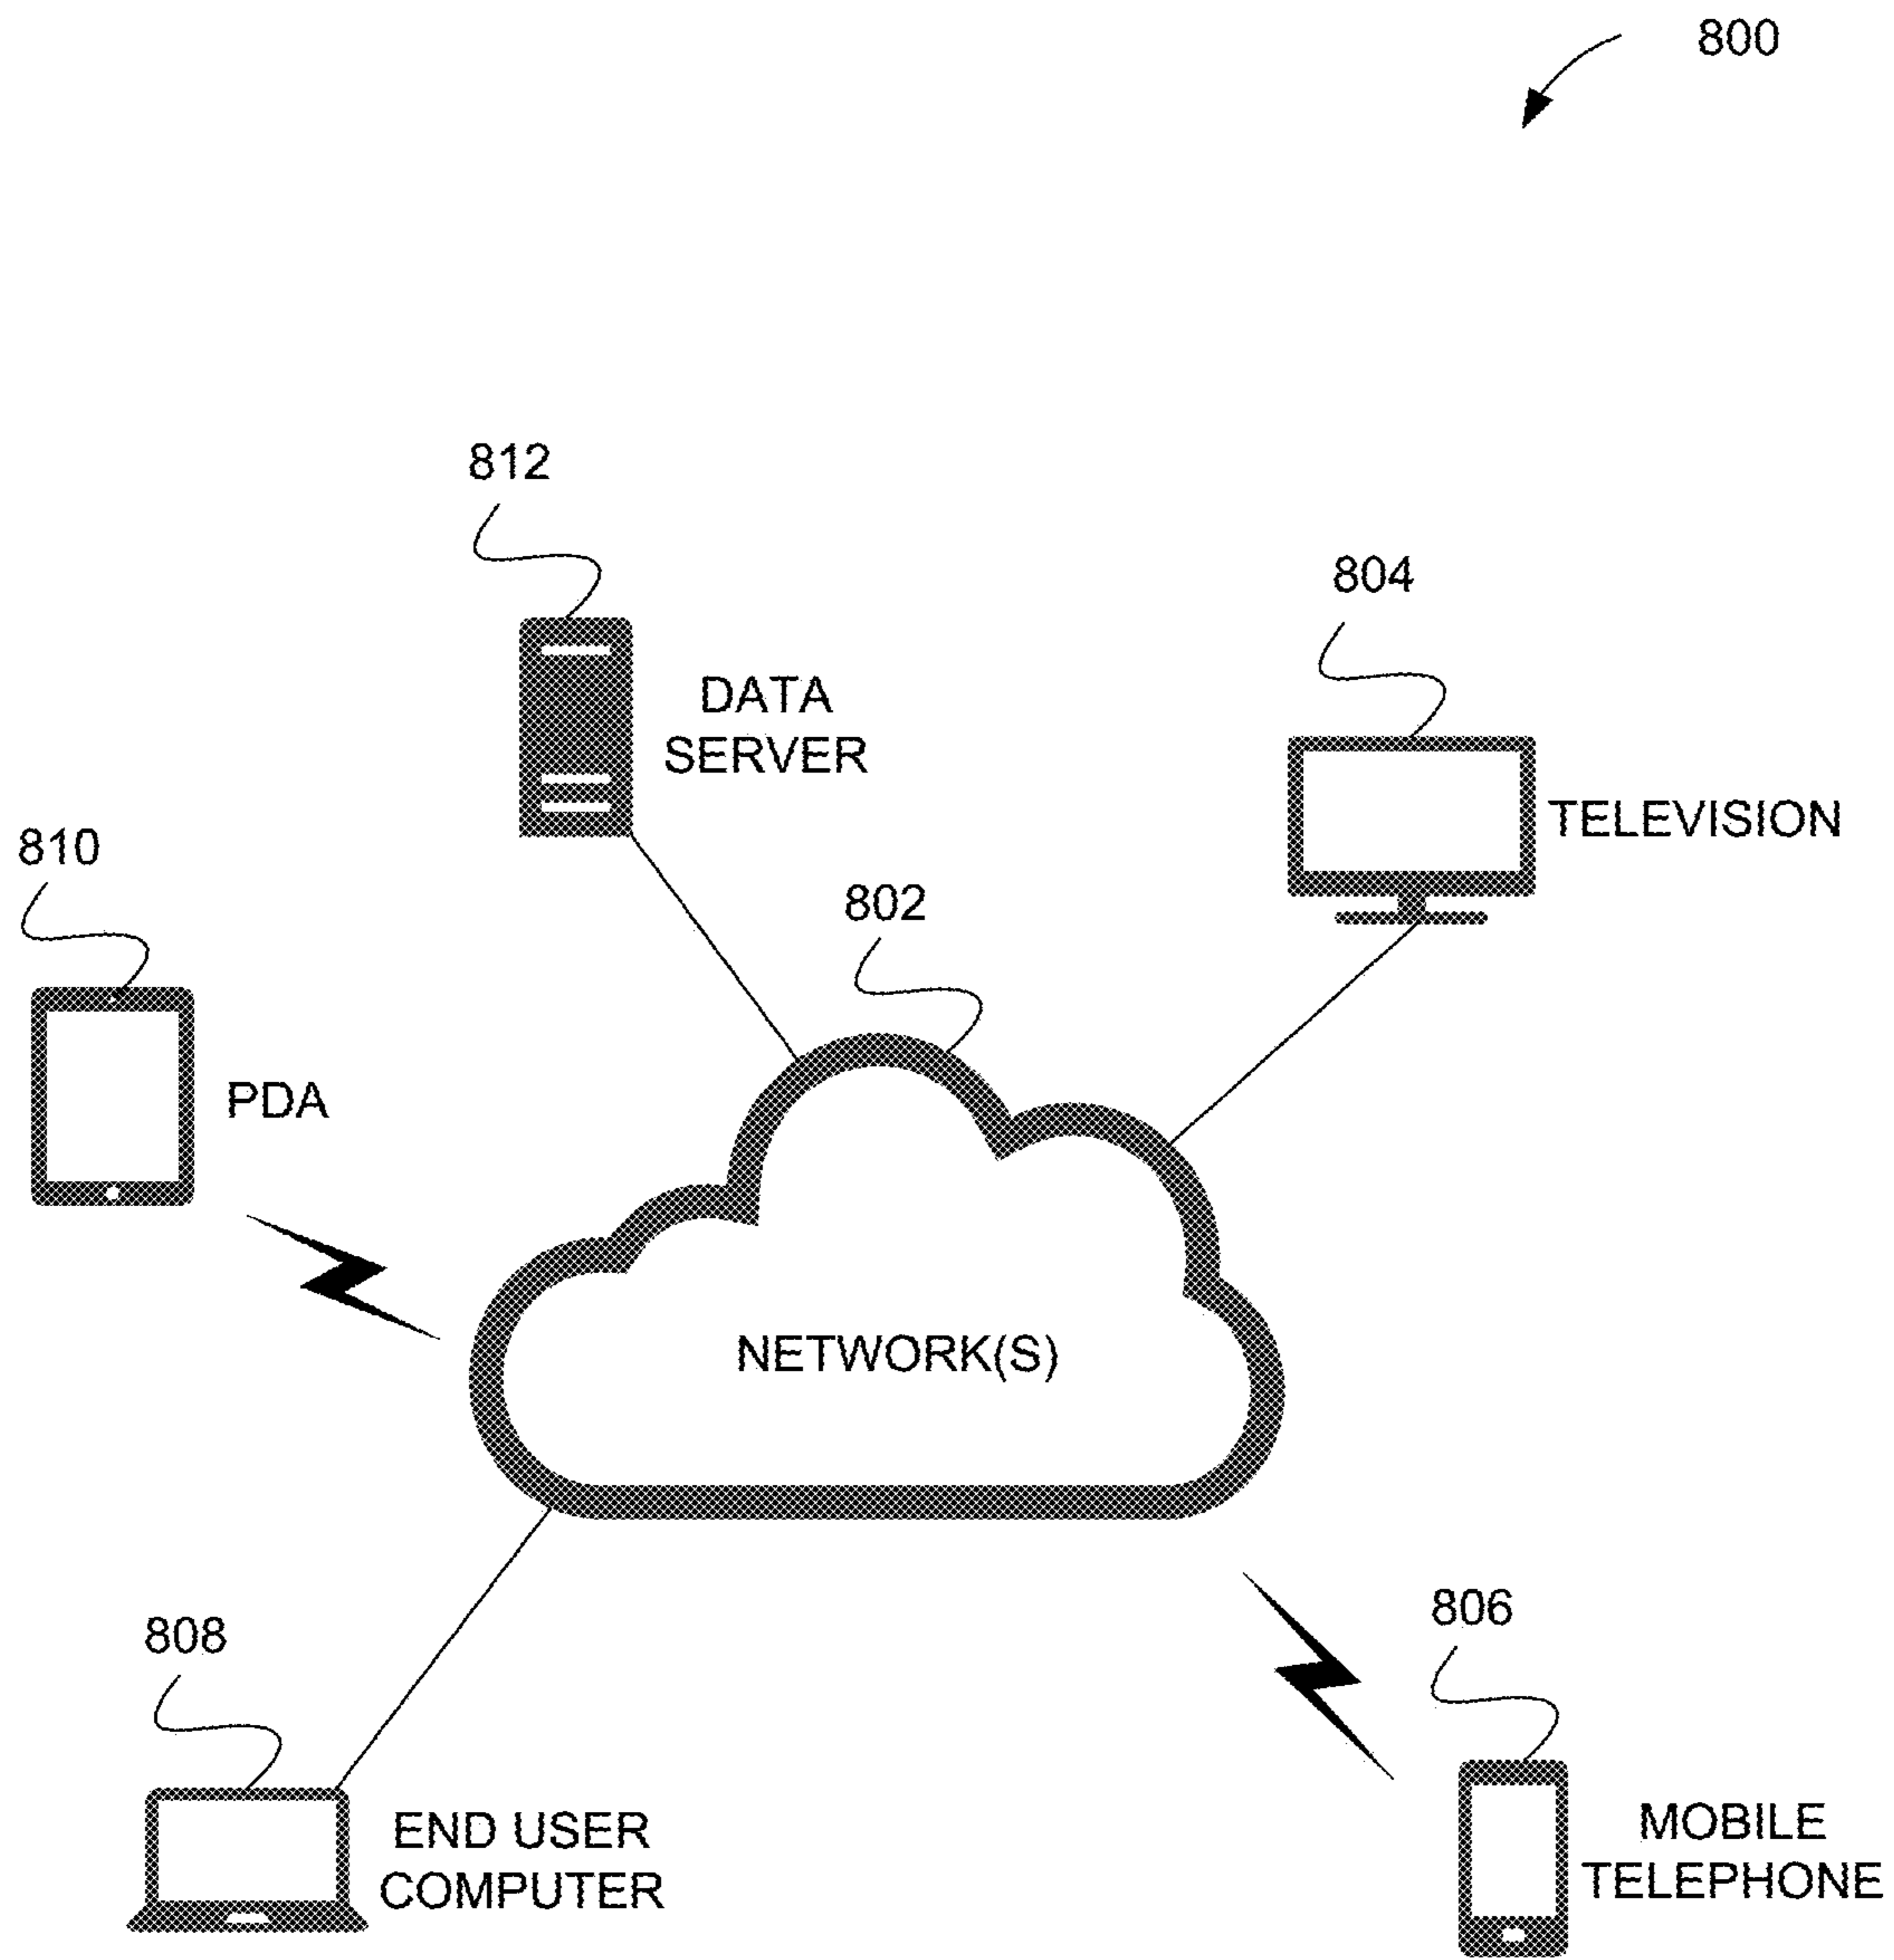 800
812
DATA
SERVER
804
TELEVISION
810
PDA
802
NETWORK(S)
808
END USER
COMPUTER
806
MOBILE
TELEPHONE